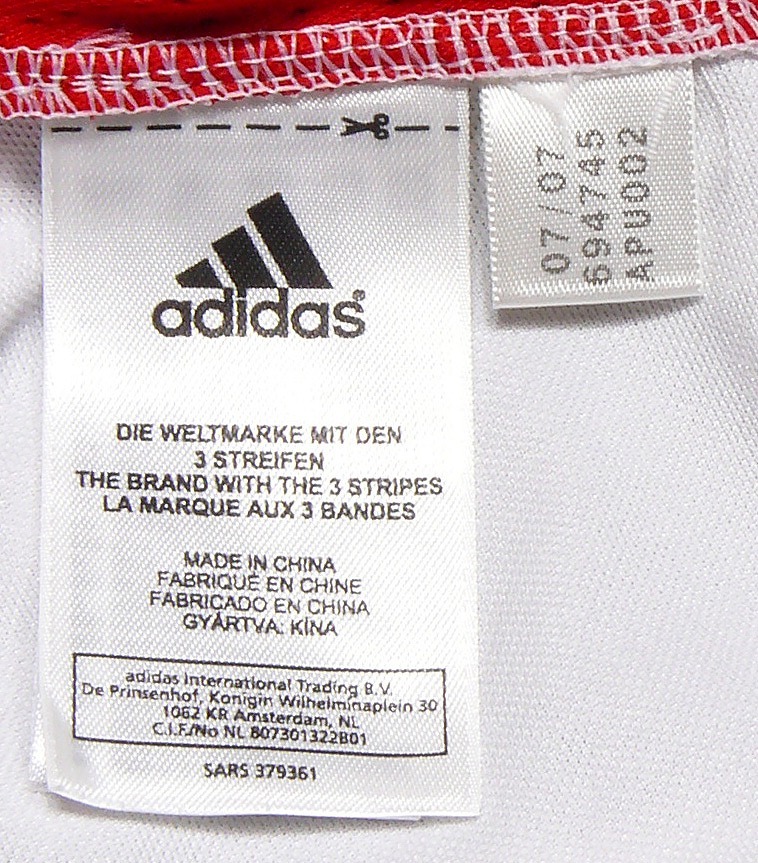 adidas®
DIE WELTMARKE MIT DEN
3 STREIFEN
THE BRAND WITH THE 3 STRIPES
LA MARQUE AUX 3 BANDES
MADE IN CHINA
FABRIQUÉ EN CHINE
FABRICADO EN CHINA
GYÁRTVA: KÍNA
adidas International Trading B.V.
De Prinsenhof, Konigin Wilhelminaplein 30
1062 KR Amsterdam, NL
C.I.F./No NL 807301322B01
SARS 379361
07/07
694745
APU002